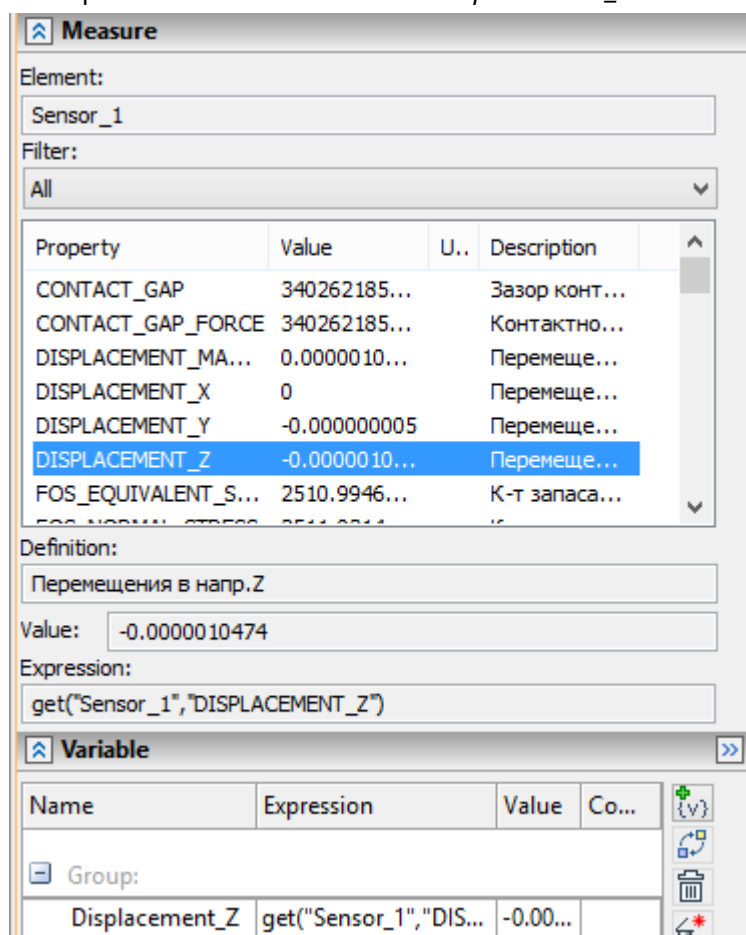 Measure
Element:
Sensor_1
Filter:
All
Property Value U.. Description
CONTACT_GAP 340262185... Зазор конт...
CONTACT_GAP_FORCE 340262185... Контактно...
DISPLACEMENT_MA... 0.0000010... Перемеще...
DISPLACEMENT_X 0 Перемеще...
DISPLACEMENT_Y -0.000000005 Перемеще...
DISPLACEMENT_Z -0.0000010... Перемеще...
FOS_EQUIVALENT_S... 2510.9946... К-т запаса...
Definition:
Перемещения в напр.Z
Value: -0.0000010474
Expression:
get("Sensor_1","DISPLACEMENT_Z")
Variable
Name Expression Value Co...
{v}
Group:
Displacement_Z get("Sensor_1","DIS... -0.00...